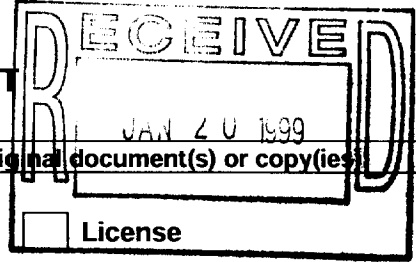 RECEIVED
T
JAN 20 1999
iginal document(s) or copy(ies)
License